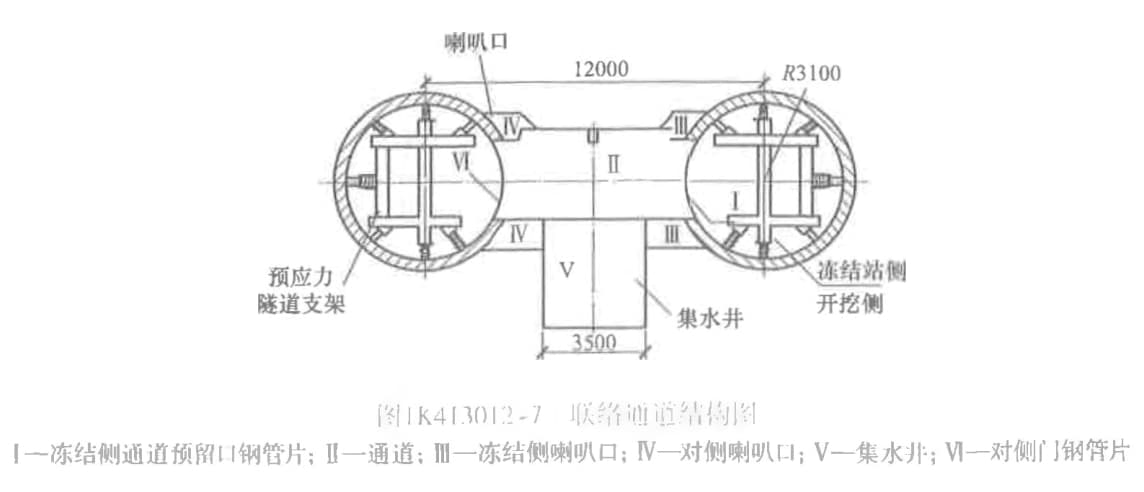 喇叭口
12000
R3100
Ⅳ
Ⅲ
Ⅵ
Ⅱ
Ⅰ
Ⅳ
Ⅲ
Ⅴ
预应力
隧道支架
冻结站侧
开挖侧
集水井
3500
图1K413012-7 联络通道结构图
Ⅰ—冻结侧通道预留口钢管片；Ⅱ—通道；Ⅲ—冻结侧喇叭口；Ⅳ—对侧喇叭口；Ⅴ—集水井；Ⅵ—对侧门钢管片